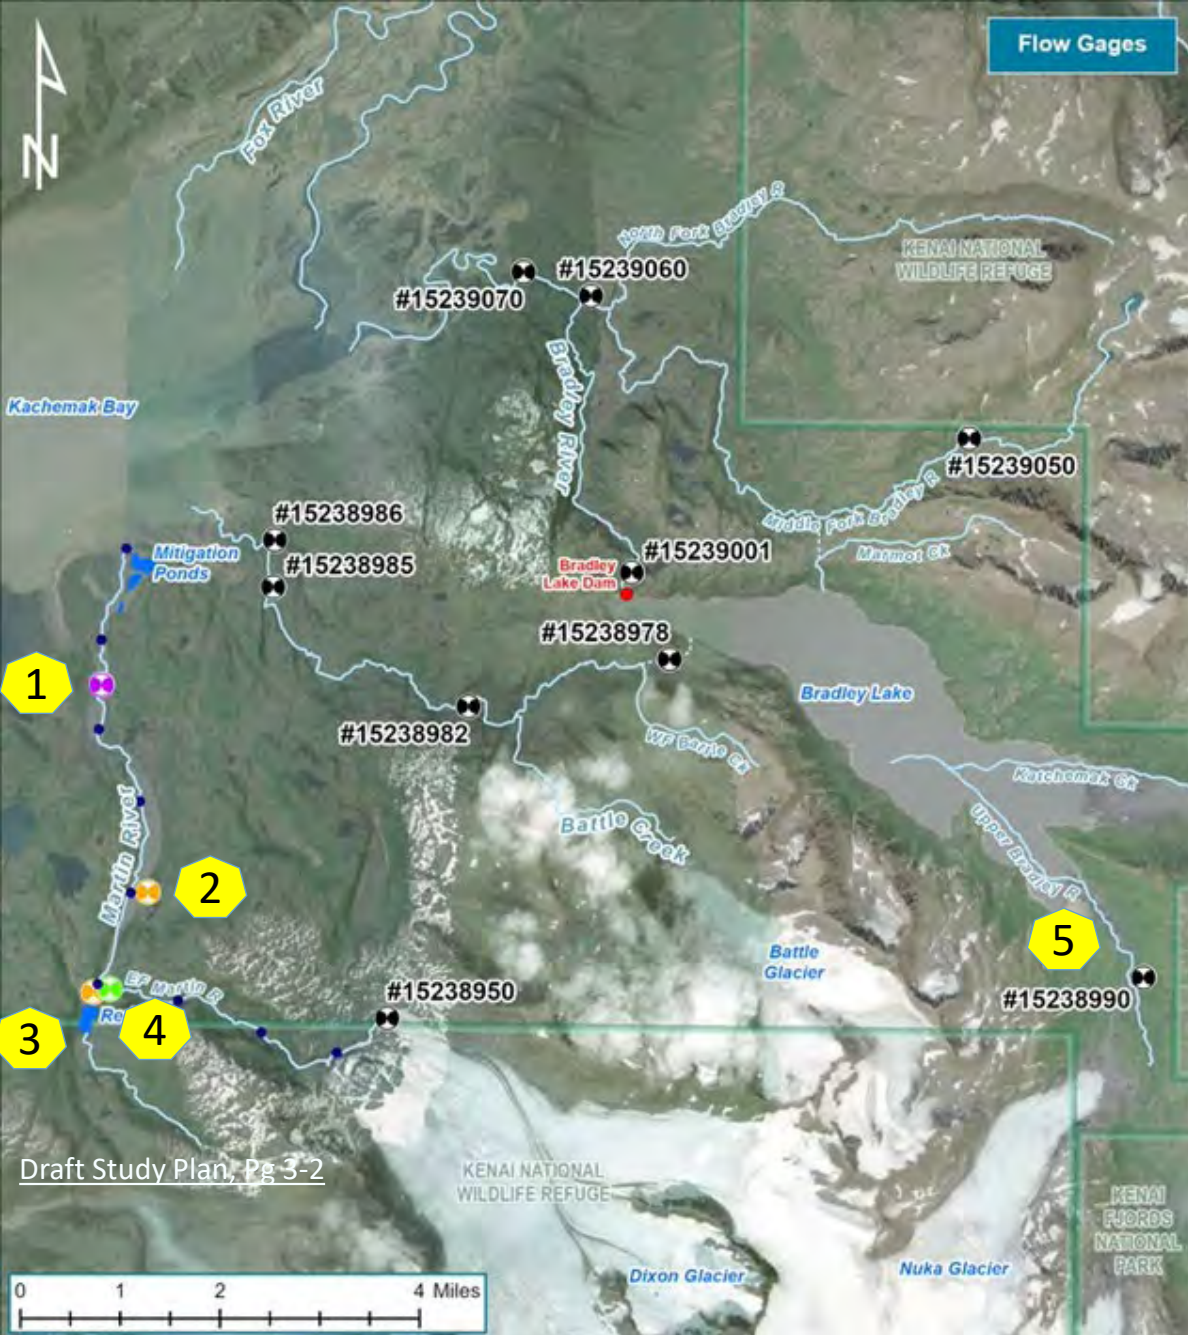 Flow Gages
N
Fox River
North Fork Bradley R
KENAI NATIONAL
WILDLIFE REFUGE
#15239060
#15239070
Bradley River
Kachemak Bay
#15239050
Middle Fork Bradley R
Marmot Ck
#15238986
Mitigation
Ponds
#15238985
#15239001
Bradley
Lake Dam
#15238978
1
Bradley Lake
#15238982
WF Battle Ck
Katchemak Ck
Martin River
Battle Creek
Upper Bradley R
2
5
Battle
Glacier
EF Martin R
#15238950
#15238990
Re
3
4
Draft Study Plan, Pg 3-2
KENAI NATIONAL
WILDLIFE REFUGE
KENAI
FJORDS
NATIONAL
PARK
Dixon Glacier
Nuka Glacier
0 1 2 4 Miles